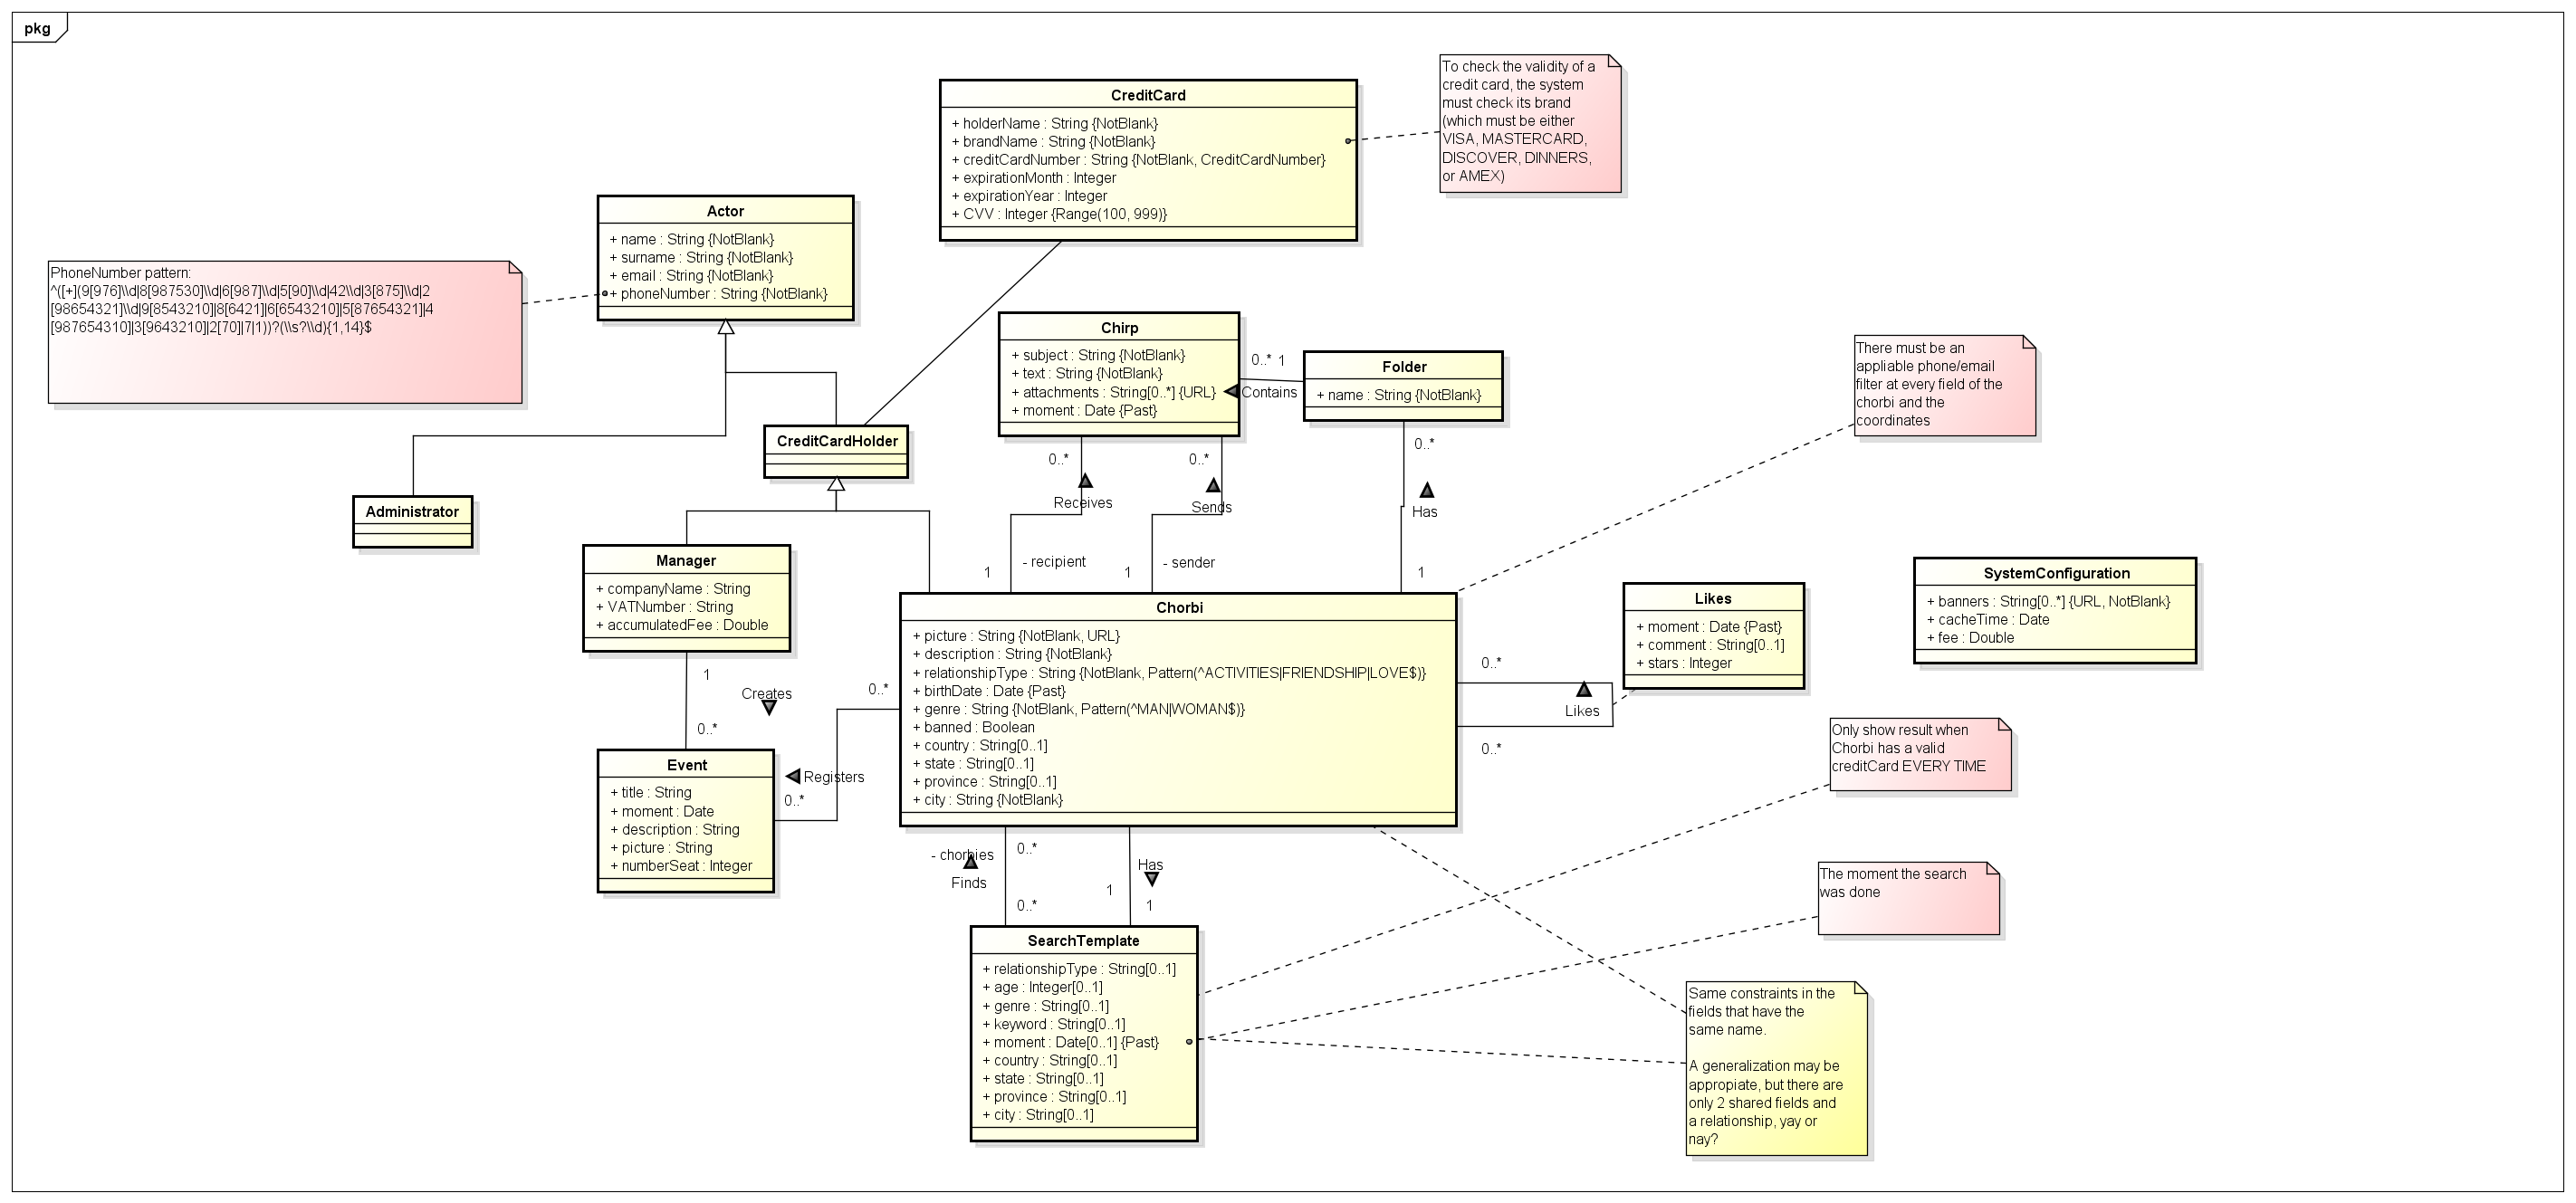 pkg
CreditCard
+ holderName : String {NotBlank}
+ brandName : String {NotBlank}
+ creditCardNumber : String {NotBlank, CreditCardNumber}
+ expirationMonth : Integer
+ expirationYear : Integer
+ CVV : Integer {Range(100, 999)}
To check the validity of a
credit card, the system
must check its brand
(which must be either
VISA, MASTERCARD,
DISCOVER, DINNERS,
or AMEX)
Actor
+ name : String {NotBlank}
+ surname : String {NotBlank}
+ email : String {NotBlank}
+ phoneNumber : String {NotBlank}
PhoneNumber pattern:
^([+](9[976]\\d|8[987530]\\d|6[987]\\d|5[90]\\d|42\\d|3[875]\\d|2
[98654321]\\d|9[8543210]|8[6421]|6[6543210]|5[87654321]|4
[987654310]|3[9643210]|2[70]|7|1))?(\\s?\\d){1,14}$
Chirp
+ subject : String {NotBlank}
+ text : String {NotBlank}
+ attachments : String[0..*] {URL}
+ moment : Date {Past}
0..*
1
Contains
Folder
+ name : String {NotBlank}
There must be an
appliable phone/email
filter at every field of the
chorbi and the
coordinates
CreditCardHolder
0..*
Receives
0..*
Sends
0..*
Has
Administrator
1
- recipient
1
- sender
1
Manager
+ companyName : String
+ VATNumber : String
+ accumulatedFee : Double
Chorbi
+ picture : String {NotBlank, URL}
+ description : String {NotBlank}
+ relationshipType : String {NotBlank, Pattern(^ACTIVITIES|FRIENDSHIP|LOVE$)}
+ birthDate : Date {Past}
+ genre : String {NotBlank, Pattern(^MAN|WOMAN$)}
+ banned : Boolean
+ country : String[0..1]
+ state : String[0..1]
+ province : String[0..1]
+ city : String {NotBlank}
Likes
+ moment : Date {Past}
+ comment : String[0..1]
+ stars : Integer
SystemConfiguration
+ banners : String[0..*] {URL, NotBlank}
+ cacheTime : Date
+ fee : Double
0..*
Likes
0..*
1
Creates
0..*
0..*
Registers
0..*
Event
+ title : String
+ moment : Date
+ description : String
+ picture : String
+ numberSeat : Integer
Only show result when
Chorbi has a valid
creditCard EVERY TIME
- chorbies
0..*
Finds
0..*
Has
1
1
The moment the search
was done
SearchTemplate
+ relationshipType : String[0..1]
+ age : Integer[0..1]
+ genre : String[0..1]
+ keyword : String[0..1]
+ moment : Date[0..1] {Past}
+ country : String[0..1]
+ state : String[0..1]
+ province : String[0..1]
+ city : String[0..1]
Same constraints in the
fields that have the
same name.
A generalization may be
appropiate, but there are
only 2 shared fields and
a relationship, yay or
nay?